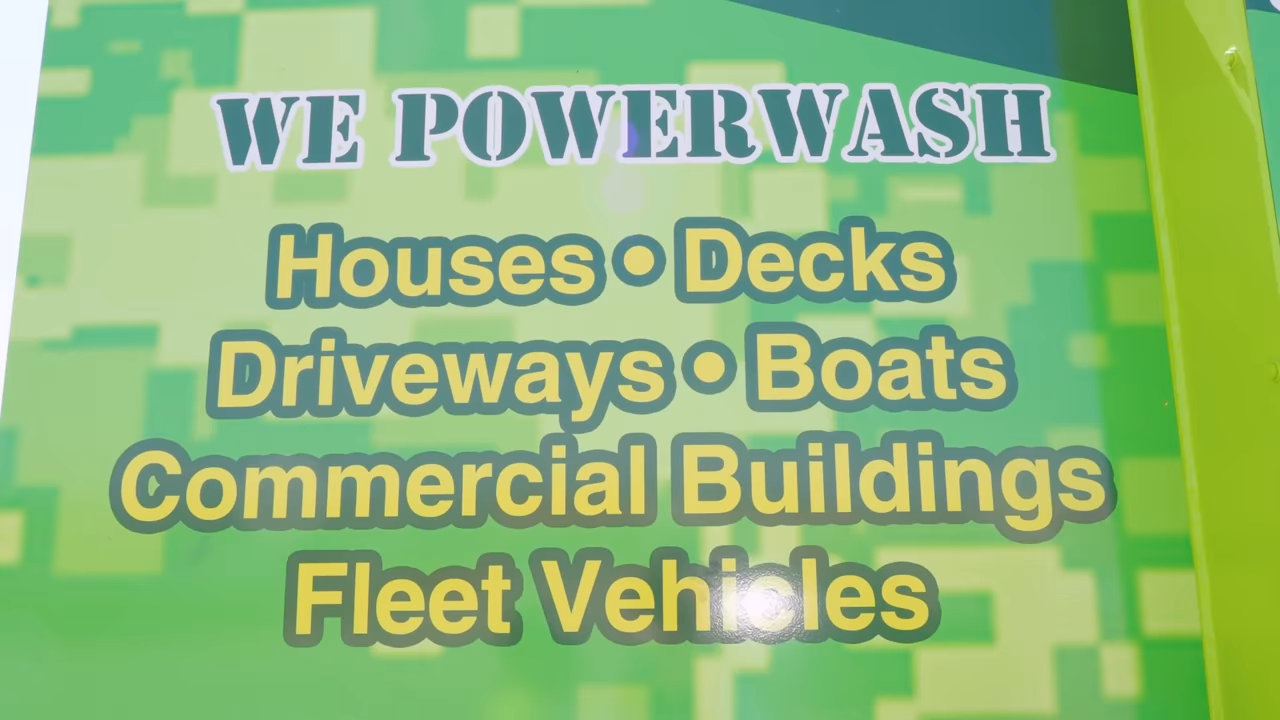 WE POWERWASH
Houses • Decks
Driveways • Boats
Commercial Buildings
Fleet Vehicles